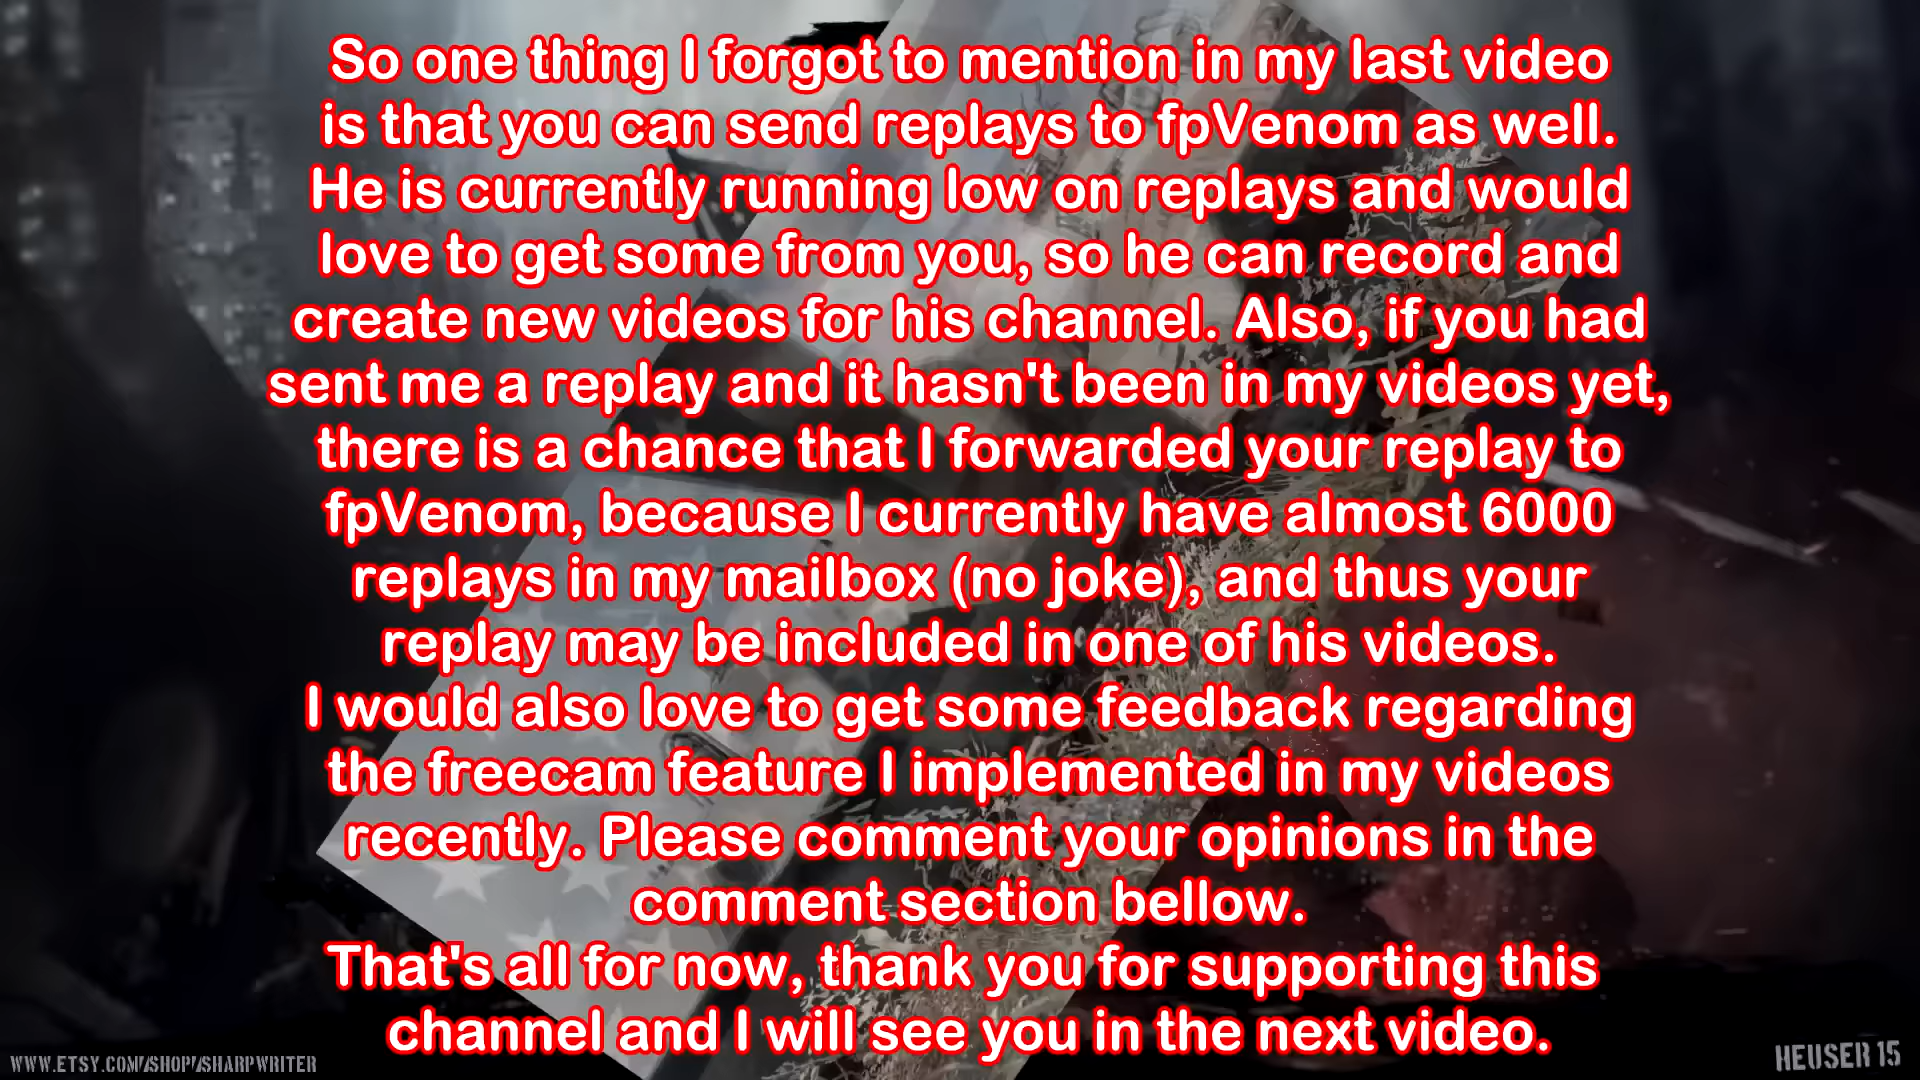 So one thing I forgot to mention in my last video
is that you can send replays to fpVenom as well.
He is currently running low on replays and would
love to get some from you, so he can record and
create new videos for his channel. Also, if you had
sent me a replay and it hasn't been in my videos yet,
there is a chance that I forwarded your replay to
fpVenom, because I currently have almost 6000
replays in my mailbox (no joke), and thus your
replay may be included in one of his videos.
I would also love to get some feedback regarding
the freecam feature I implemented in my videos
recently. Please comment your opinions in the
comment section bellow.
That's all for now, thank you for supporting this
channel and I will see you in the next video.
WWW.ETSY.COM/SHOP/SHARPWRITER
HEUSER 15